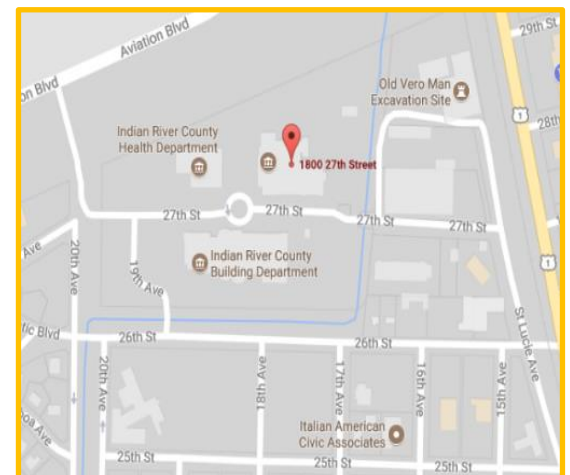 Aviation Blvd
29th St
on Blvd
Old Vero Man
Excavation Site
1
28th
Indian River County
Health Department
1800 27th Street
27th St
27th St
27th St
27th St
Ave
20th Ave
19th Ave
Indian River County
Building Department
1
St Lucie Ave
tic Blvd
26th St
26th St
20th Ave
18th Ave
17th Ave
16th Ave
15th Ave
oa Ave
Italian American
Civic Associates
25th St
25th St
25th St